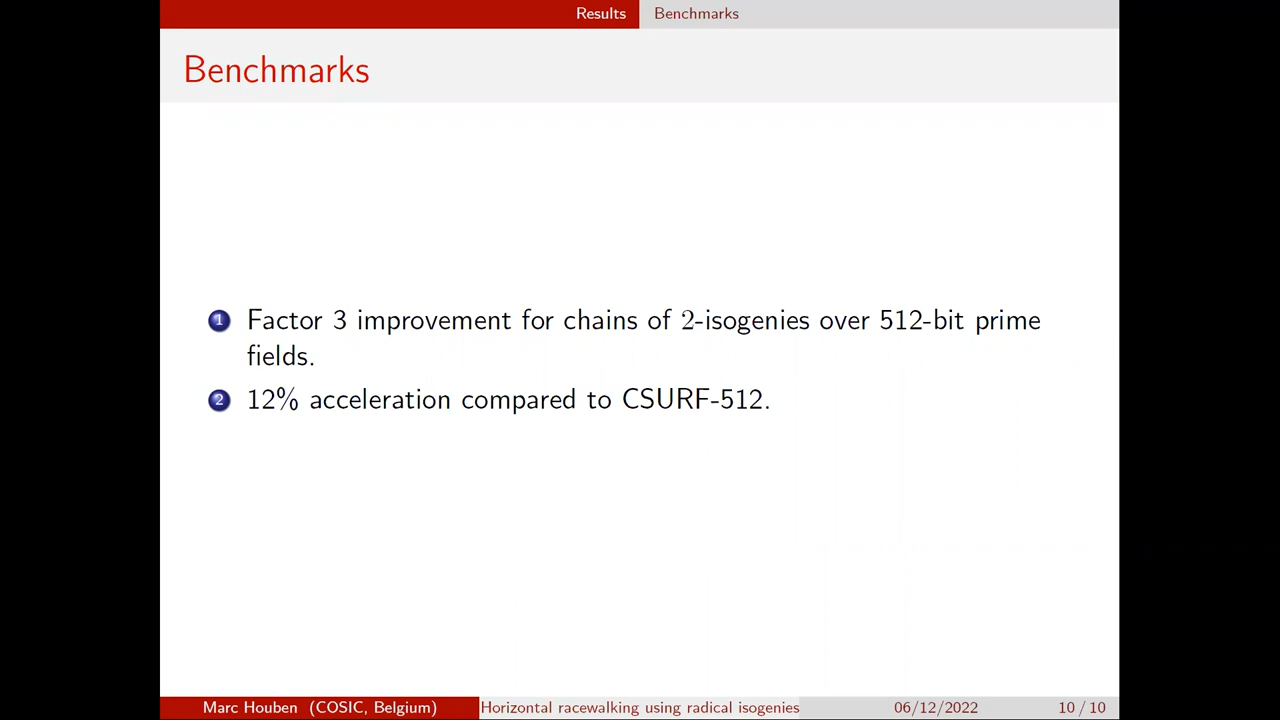 Results Benchmarks
Benchmarks
1 Factor 3 improvement for chains of 2-isogenies over 512-bit prime
fields.
2 12% acceleration compared to CSURF-512.
Marc Houben (COSIC, Belgium) Horizontal racewalking using radical isogenies 06/12/2022 10 / 10